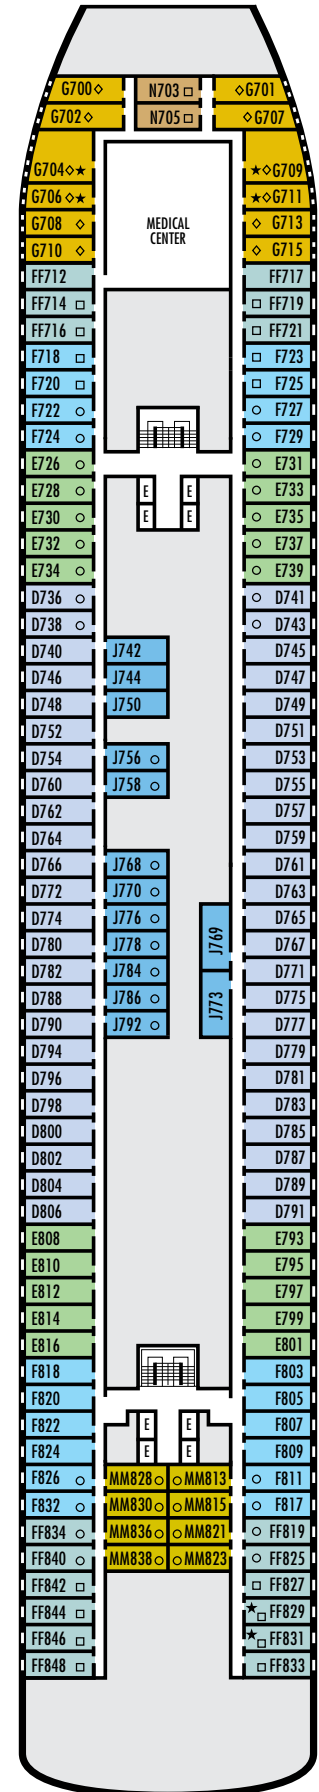 G700◇ N703□ ◇G701
G702◇ N705□ ◇G707
G704◇★ ★◇G709
G706◇★ ★◇G711
G708 ◇ ◇ G713
MEDICAL
CENTER
G710 ◇ ◇ G715
FF712 FF717
FF714 □ □ FF719
FF716 □ □ FF721
F718 □ □ F723
F720 □ □ F725
F722 ○ ○ F727
F724 ○ ○ F729
E726 ○ ○ E731
E728 ○ E E ○ E733
E730 ○ E E ○ E735
E732 ○ ○ E737
E734 ○ ○ E739
D736 ○ ○ D741
D738 ○ ○ D743
D740 J742 D745
D746 J744 D747
D748 J750 D749
D752 D751
D754 J756 ○ D753
D760 J758 ○ D755
D762 D757
D764 D759
D766 J768 ○ D761
D772 J770 ○ D763
D774 J776 ○ J769 D765
D780 J778 ○ D767
D782 J784 ○ J773 D771
D788 J786 ○ D775
D790 J792 ○ D777
D794 D779
D796 D781
D798 D783
D800 D785
D802 D787
D804 D789
D806 D791
E808 E793
E810 E795
E812 E797
E814 E799
E816 E801
F818 F803
F820 F805
F822 E E F807
F824 E E F809
F826 ○ MM828○ ○MM813 ○ F811
F832 ○ MM830○ ○MM815 ○ F817
FF834 ○ MM836○ ○MM821 ○ FF819
FF840 ○ MM838○ ○MM823 ○ FF825
FF842 □ □ FF827
FF844 □ ★□ FF829
FF846 □ ★□ FF831
FF848 □ □ FF833